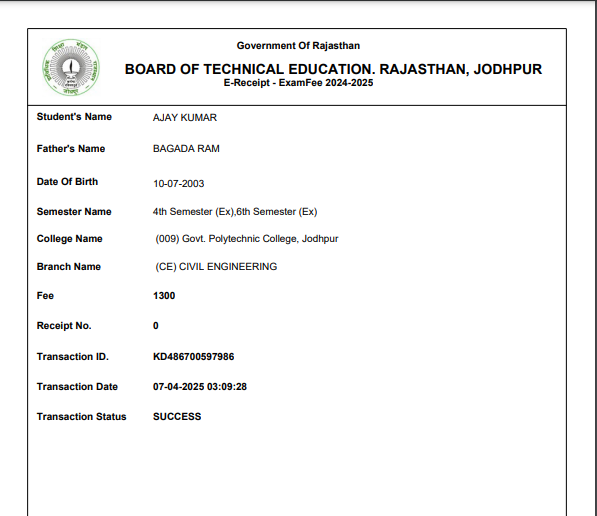 Government Of Rajasthan
BOARD OF TECHNICAL EDUCATION. RAJASTHAN, JODHPUR
E-Receipt - ExamFee 2024-2025
Student's Name AJAY KUMAR
Father's Name BAGADA RAM
Date Of Birth 10-07-2003
Semester Name 4th Semester (Ex),6th Semester (Ex)
College Name (009) Govt. Polytechnic College, Jodhpur
Branch Name (CE) CIVIL ENGINEERING
Fee 1300
Receipt No. 0
Transaction ID. KD486700597986
Transaction Date 07-04-2025 03:09:28
Transaction Status SUCCESS